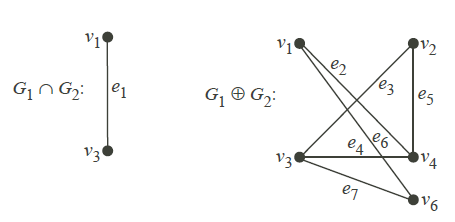 v₁
e₁
G₁ ∩ G₂:
v₃
v₁
v₂
e₂
e₃
G₁ ⊕ G₂:
e₅
e₄
e₆
v₃
v₄
e₇
v₆